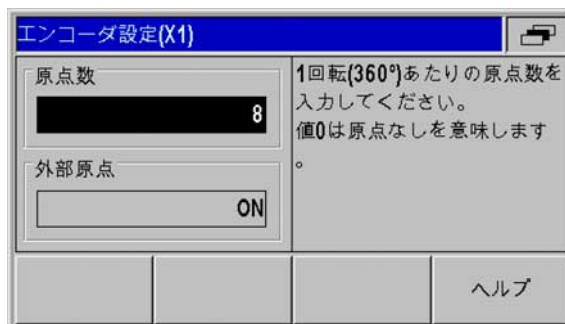 エンコーダ設定(X1)
原点数
8
外部原点
ON
1回転(360º)あたりの原点数を
入力してください。
値0は原点なしを意味します
。
ヘルプ